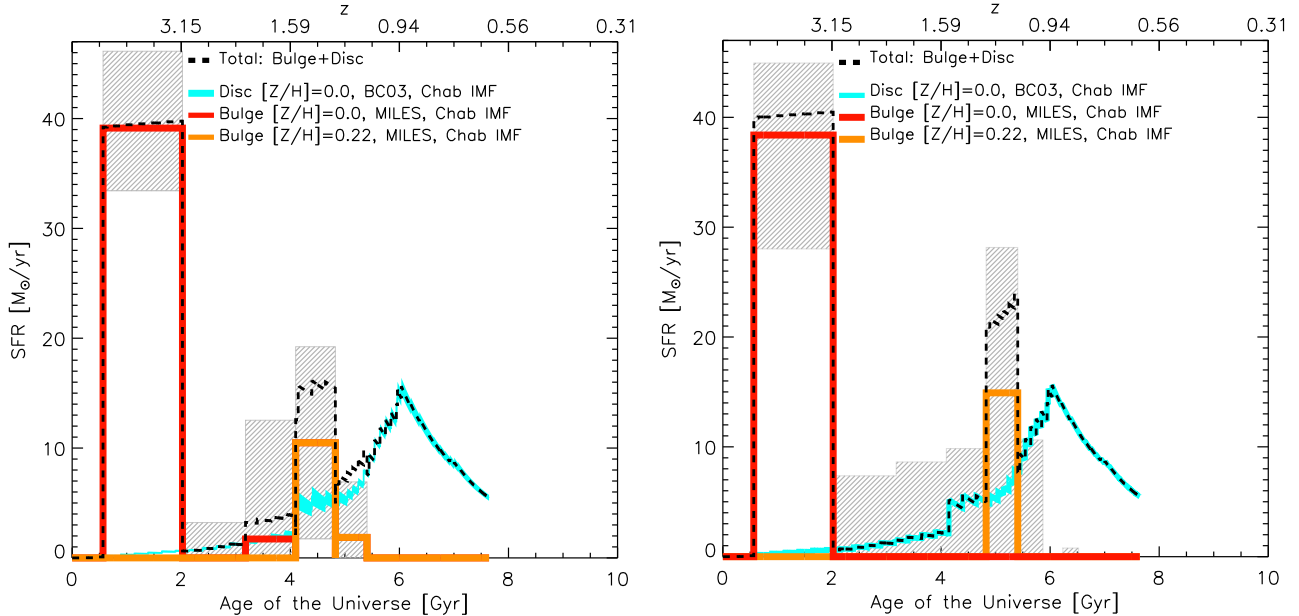 z
3.15 1.59 0.94 0.56 0.31
Total: Bulge+Disc
Disc [Z/H]=0.0, BC03, Chab IMF
Bulge [Z/H]=0.0, MILES, Chab IMF
Bulge [Z/H]=0.22, MILES, Chab IMF
40
30
20
10
0
SFR [M⊙/yr]
0 2 4 6 8 10
Age of the Universe [Gyr]
z
3.15 1.59 0.94 0.56 0.31
Total: Bulge+Disc
Disc [Z/H]=0.0, BC03, Chab IMF
Bulge [Z/H]=0.0, MILES, Chab IMF
Bulge [Z/H]=0.22, MILES, Chab IMF
40
30
20
10
0
SFR [M⊙/yr]
0 2 4 6 8 10
Age of the Universe [Gyr]